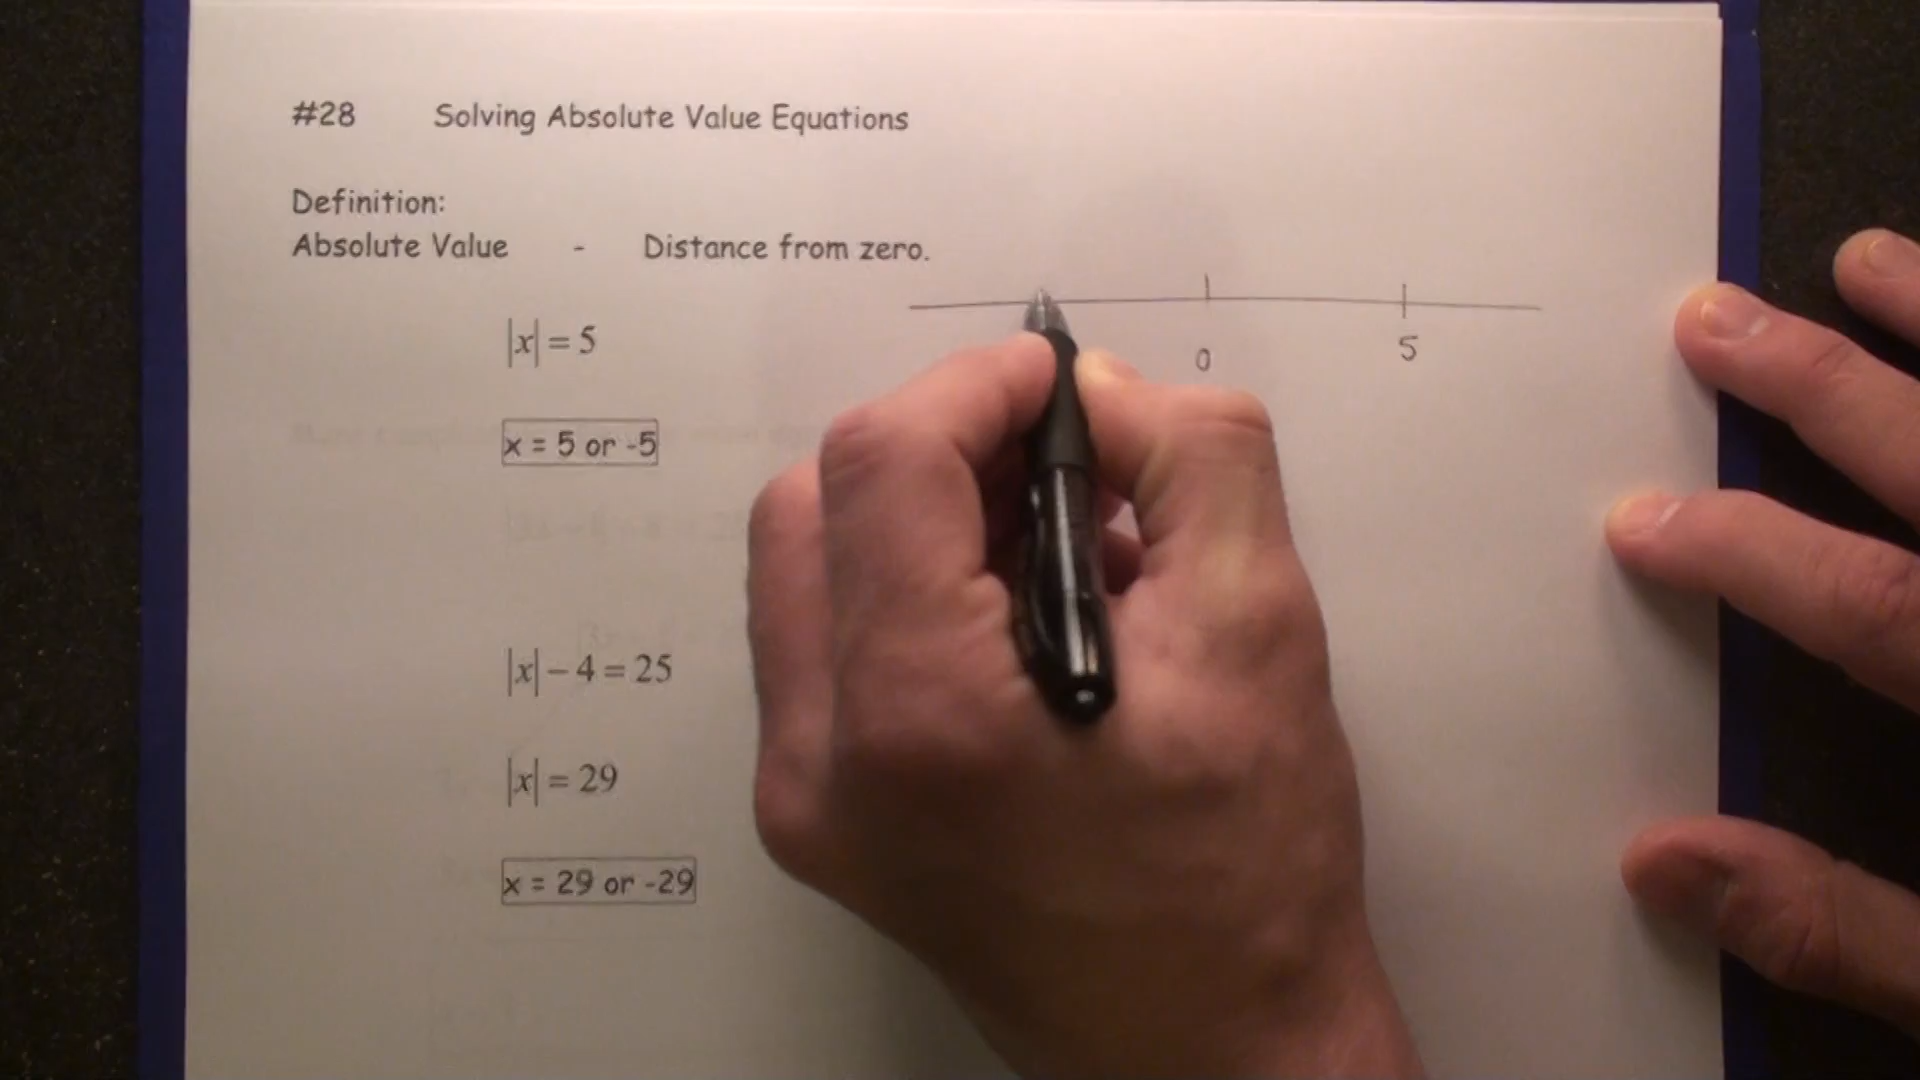 #28 Solving Absolute Value Equations
Definition:
Absolute Value - Distance from zero.
|x| = 5
0 5
x = 5 or -5
|x| − 4 = 25
|x| = 29
x = 29 or -29